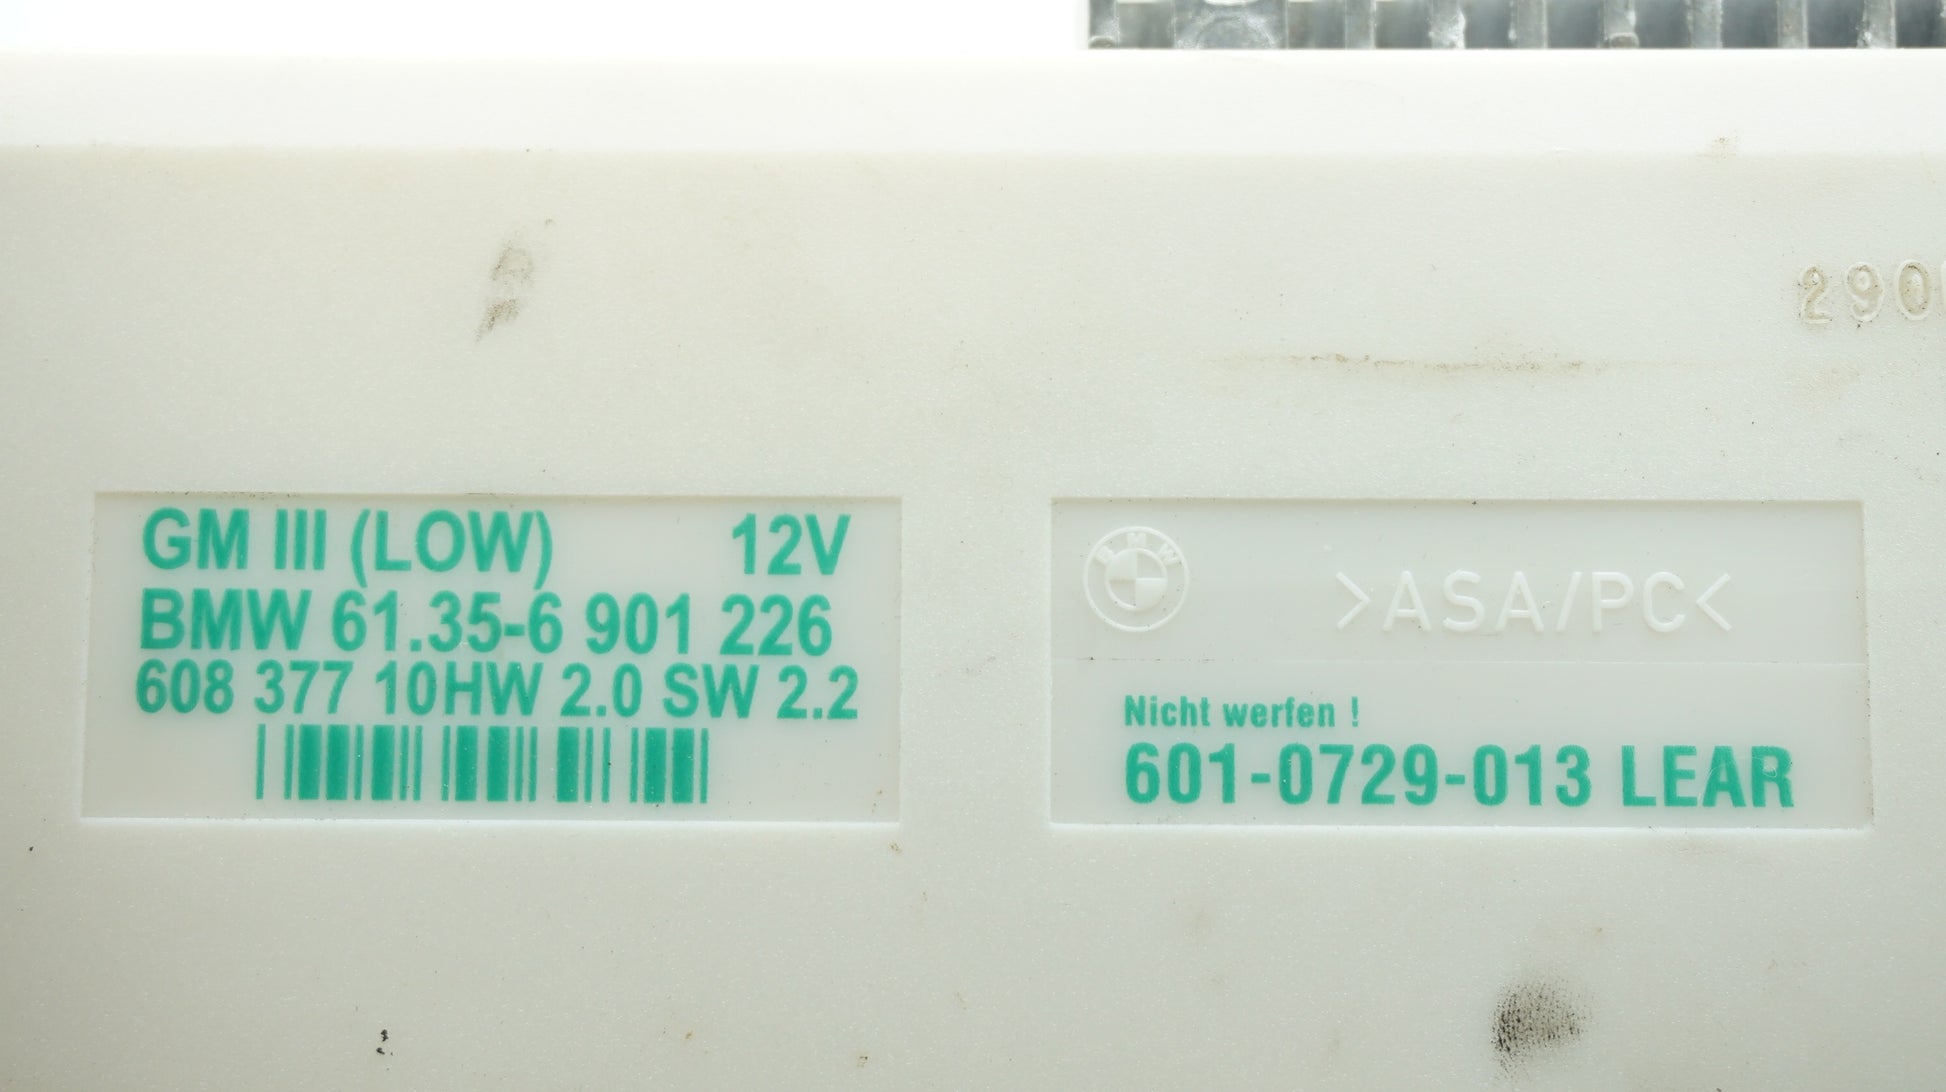 290
GM III (LOW) 12V
BMW 61.35-6 901 226
608 377 10HW 2.0 SW 2.2
BMW
>ASA/PC<
Nicht werfen !
601-0729-013 LEAR